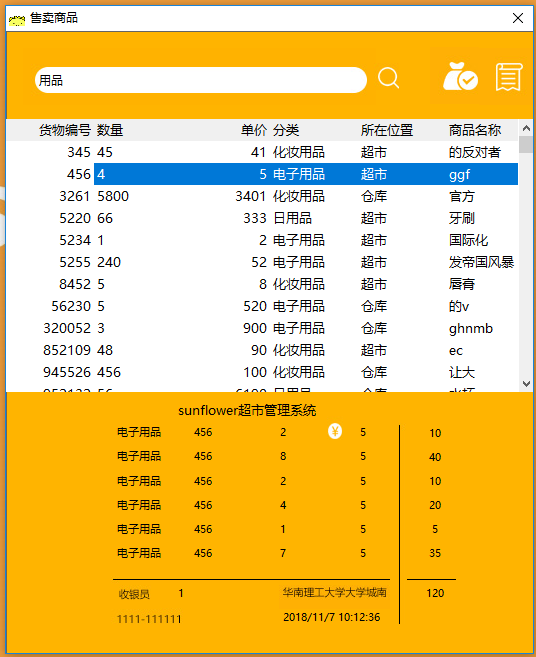 售卖商品
用品
货物编号 数量 单价 分类 所在位置 商品名称
345 45 41 化妆用品 超市 的反对者
456 4 5 电子用品 超市 ggf
3261 5800 3401 化妆用品 仓库 官方
5220 66 333 日用品 超市 牙刷
5234 1 2 电子用品 超市 国际化
5255 240 52 电子用品 超市 发帝国风暴
8452 5 8 化妆用品 超市 唇膏
56230 5 520 电子用品 仓库 的v
320052 3 900 电子用品 仓库 ghnmb
852109 48 90 化妆用品 超市 ec
945526 456 100 化妆用品 仓库 让大
sunflower超市管理系统
电子用品 456 2 ¥ 5 10
电子用品 456 8 5 40
电子用品 456 2 5 10
电子用品 456 4 5 20
电子用品 456 1 5 5
电子用品 456 7 5 35
收银员 1 华南理工大学大学城南 120
1111-111111 2018/11/7 10:12:36